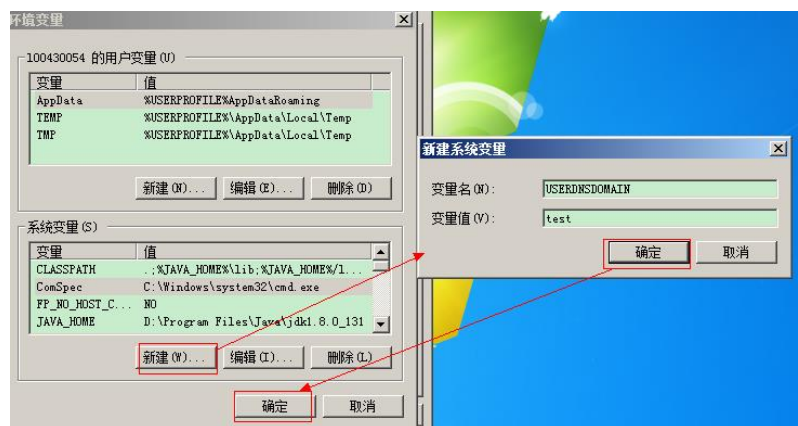 环境变量
100430054 的用户变量(U)
变量 值
AppData %USERPROFILE%AppDataRoaming
TEMP %USERPROFILE%\AppData\Local\Temp
TMP %USERPROFILE%\AppData\Local\Temp
新建(N)... 编辑(E)... 删除(D)
系统变量(S)
变量 值
CLASSPATH .;%JAVA_HOME%\lib;%JAVA_HOME%/l...
ComSpec C:\Windows\system32\cmd.exe
FP_NO_HOST_C... NO
JAVA_HOME D:\Program Files\Java\jdk1.8.0_131
新建(W)... 编辑(I)... 删除(L)
确定 取消
新建系统变量
变量名(N): USERDNSDOMAIN
变量值(V): test
确定 取消